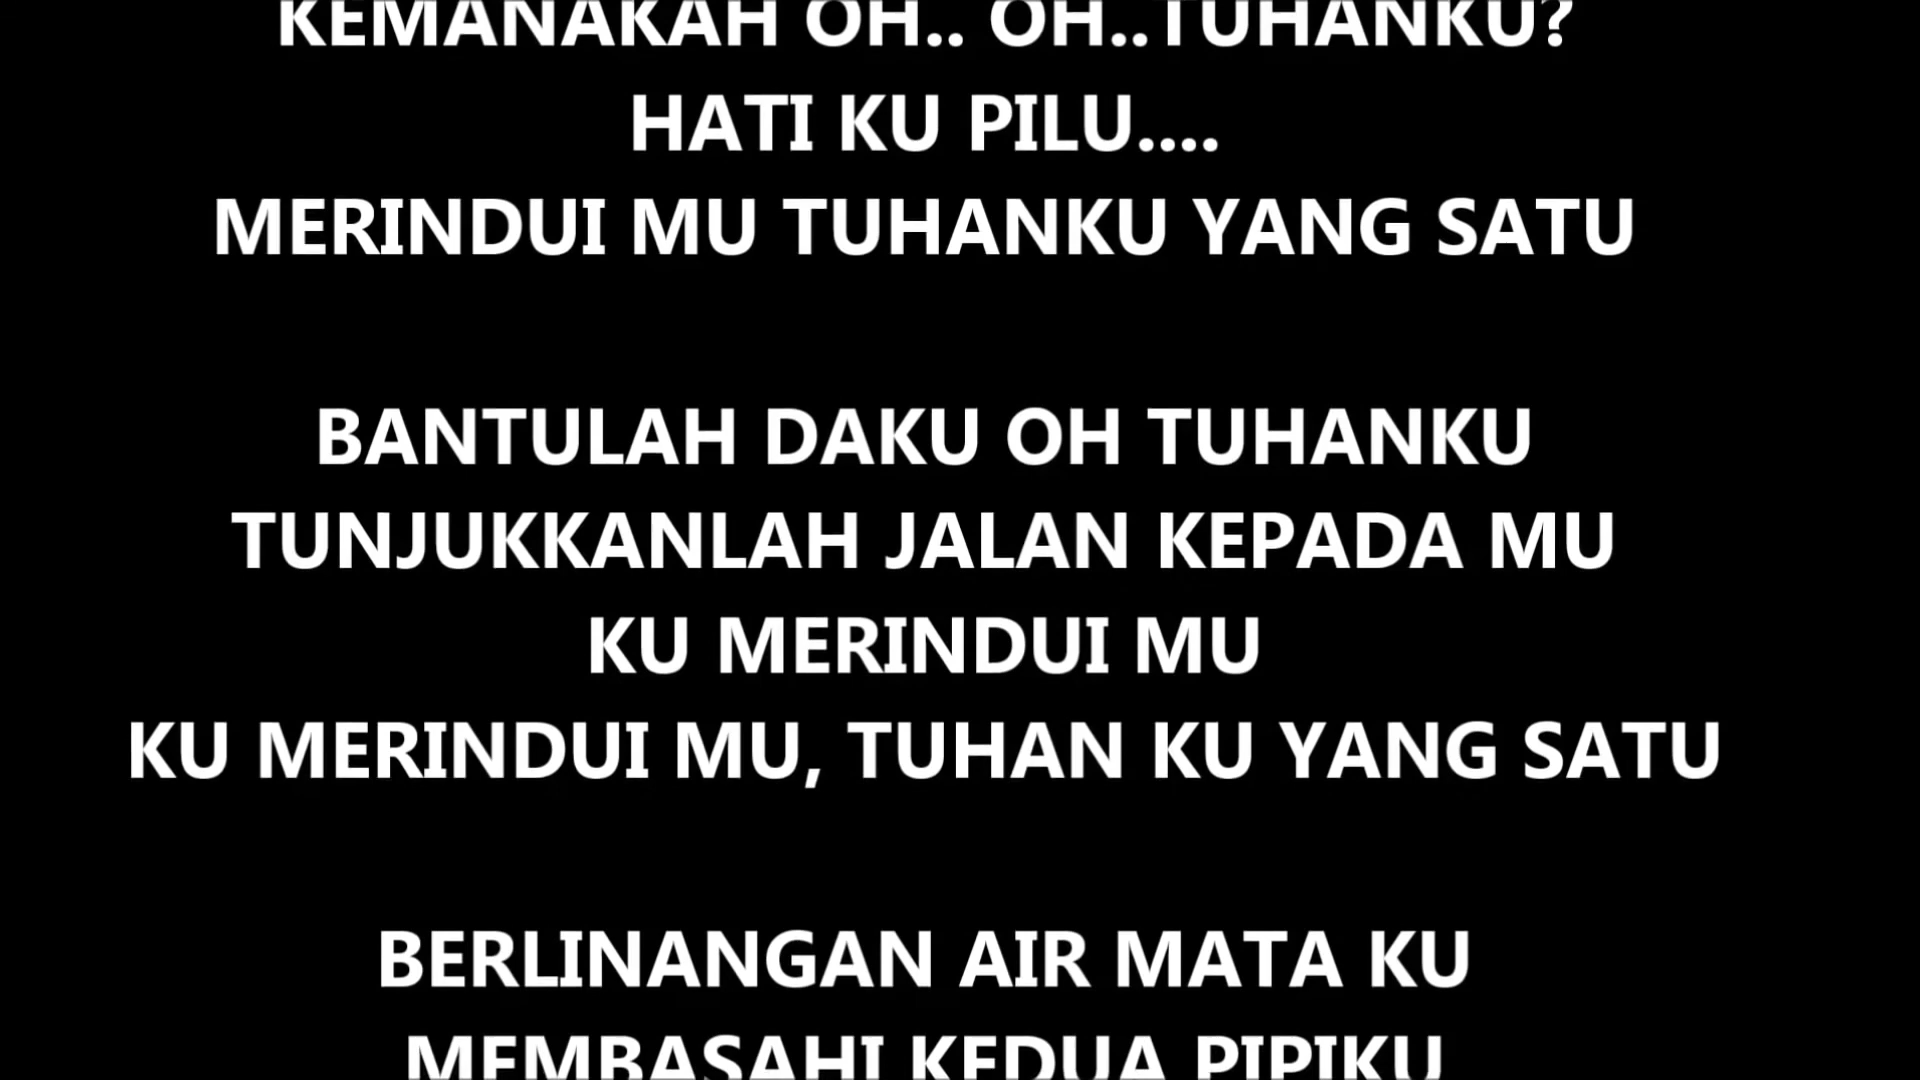 KEMANAKAH OH.. OH..TUHANKU?
HATI KU PILU....
MERINDUI MU TUHANKU YANG SATU
BANTULAH DAKU OH TUHANKU
TUNJUKKANLAH JALAN KEPADA MU
KU MERINDUI MU
KU MERINDUI MU, TUHAN KU YANG SATU
BERLINANGAN AIR MATA KU
MEMBASAHI KEDUA PIPIKU